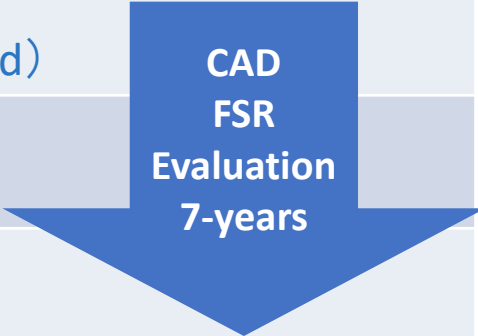 d）
CAD
FSR
Evaluation
7-years